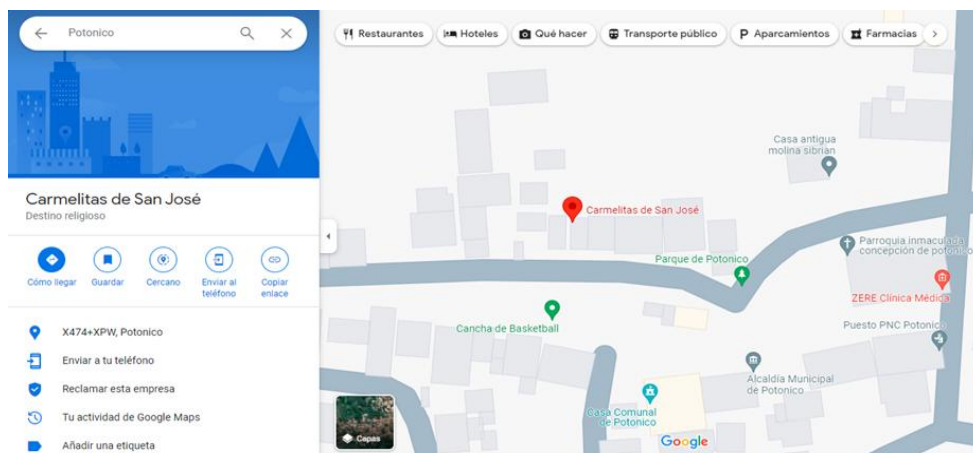 Potonico
Carmelitas de San José
Destino religioso
Cómo llegar
Guardar
Cercano
Enviar al
teléfono
Copiar
enlace
X474+XPW, Potonico
Enviar a tu teléfono
Reclamar esta empresa
Tu actividad de Google Maps
Añadir una etiqueta
Restaurantes
Hoteles
Qué hacer
Transporte público
P Aparcamientos
Farmacias
Casa antigua
molina sibrian
Carmelitas de San José
Parroquia inmaculada
concepción de potonico
Parque de Potonico
ZERE Clínica Médica
Cancha de Basketball
Puesto PNC Potonico
Alcaldía Municipal
de Potonico
Casa Comunal
de Potonico
Capas
Google